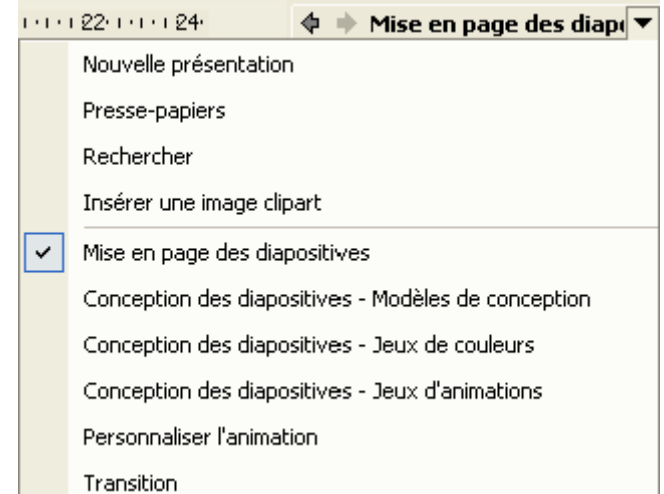 22 24 Mise en page des diap
Nouvelle présentation
Presse-papiers
Rechercher
Insérer une image clipart
Mise en page des diapositives
Conception des diapositives - Modèles de conception
Conception des diapositives - Jeux de couleurs
Conception des diapositives - Jeux d'animations
Personnaliser l'animation
Transition